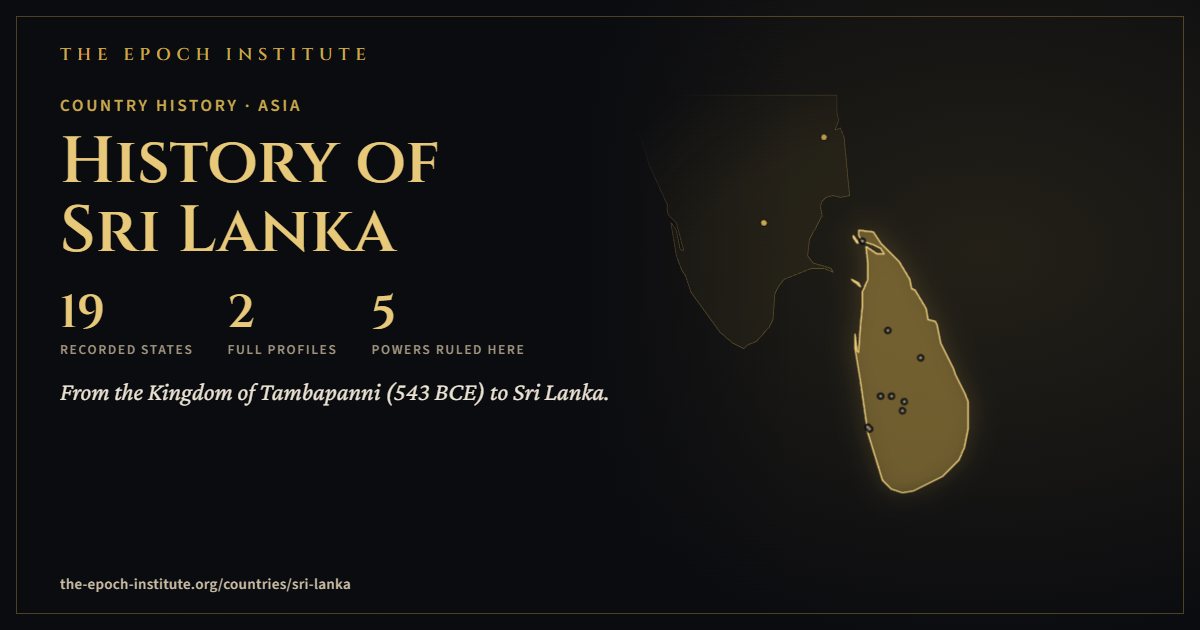 THE EPOCH INSTITUTE
COUNTRY HISTORY · ASIA
HISTORY OF
SRI LANKA
19 2 5
RECORDED STATES FULL PROFILES POWERS RULED HERE
From the Kingdom of Tambapanni (543 BCE) to Sri Lanka.
the-epoch-institute.org/countries/sri-lanka